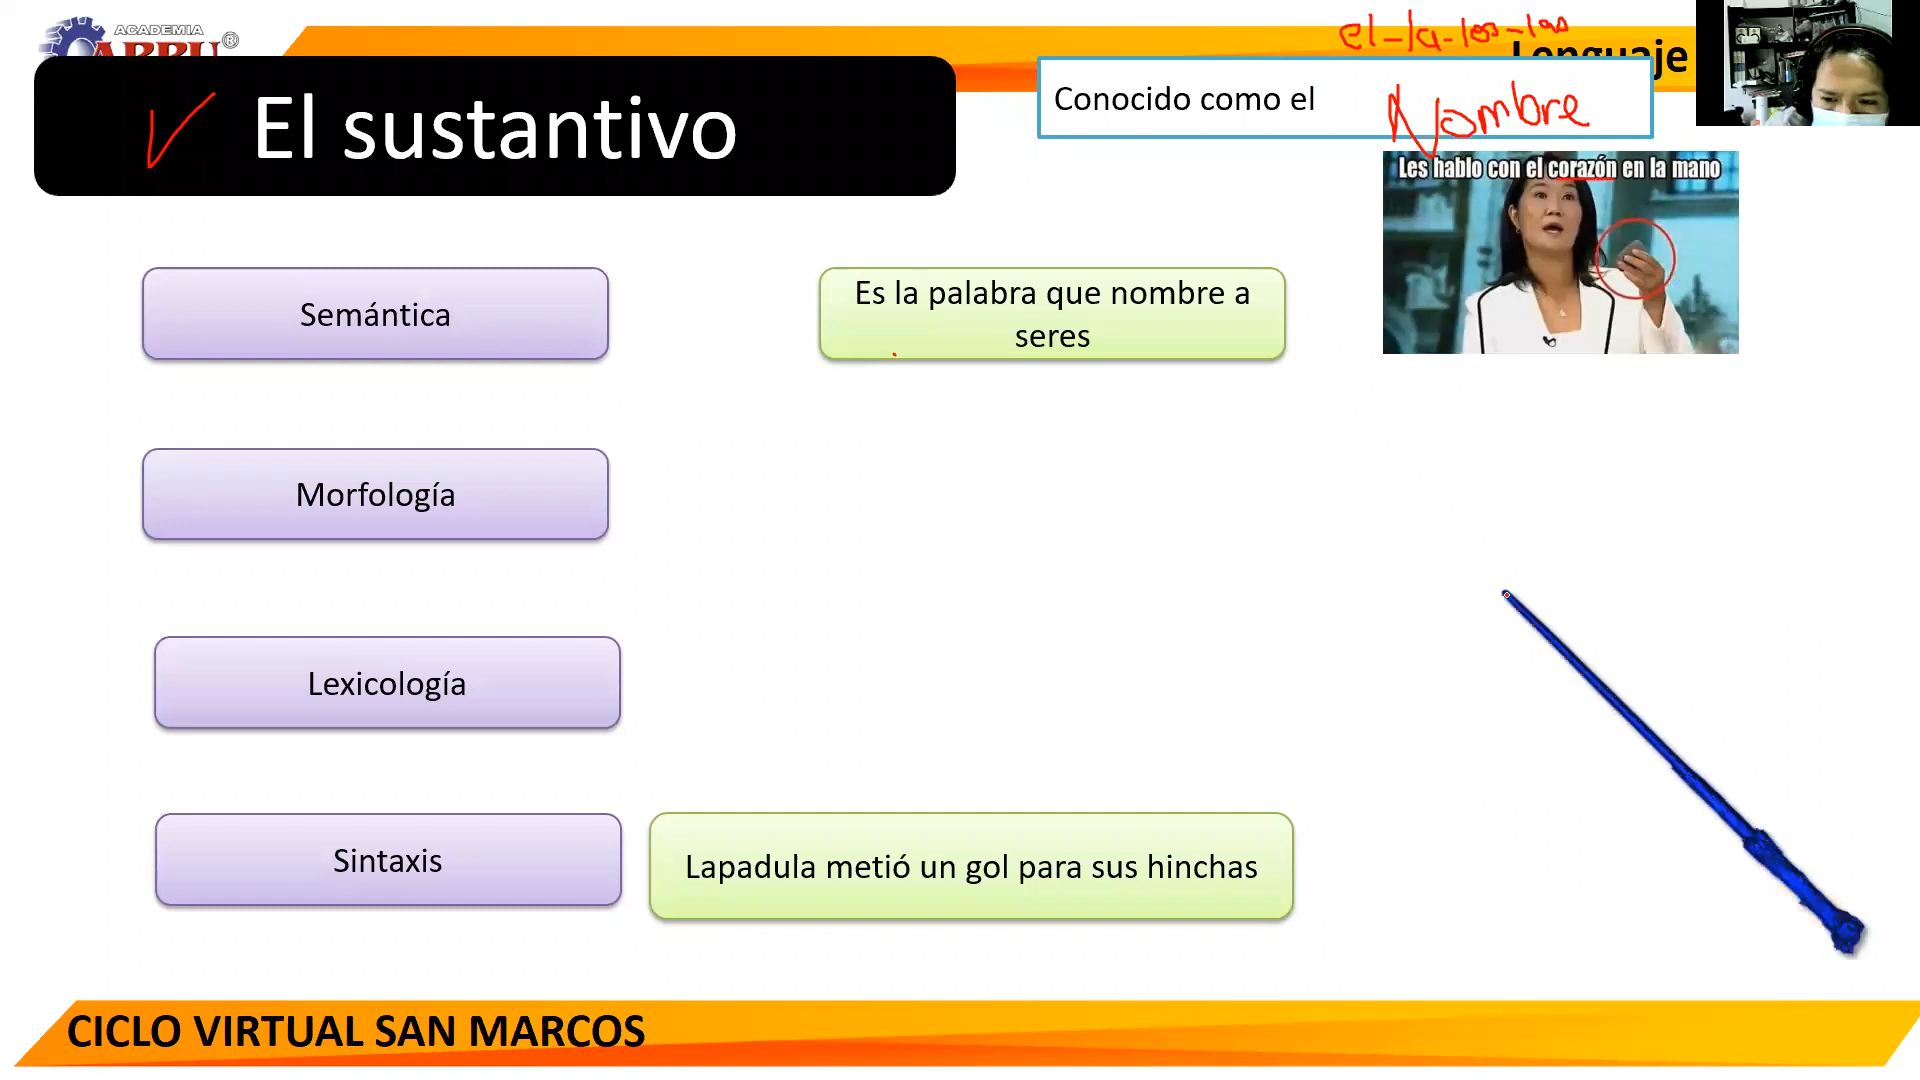 ACADEMIA
el-la-los-las
Lenguaje
El sustantivo
Conocido como el Nombre
Les hablo con el corazón en la mano
Semántica
Es la palabra que nombre a
seres
Morfología
Lexicología
Sintaxis
Lapadula metió un gol para sus hinchas
CICLO VIRTUAL SAN MARCOS